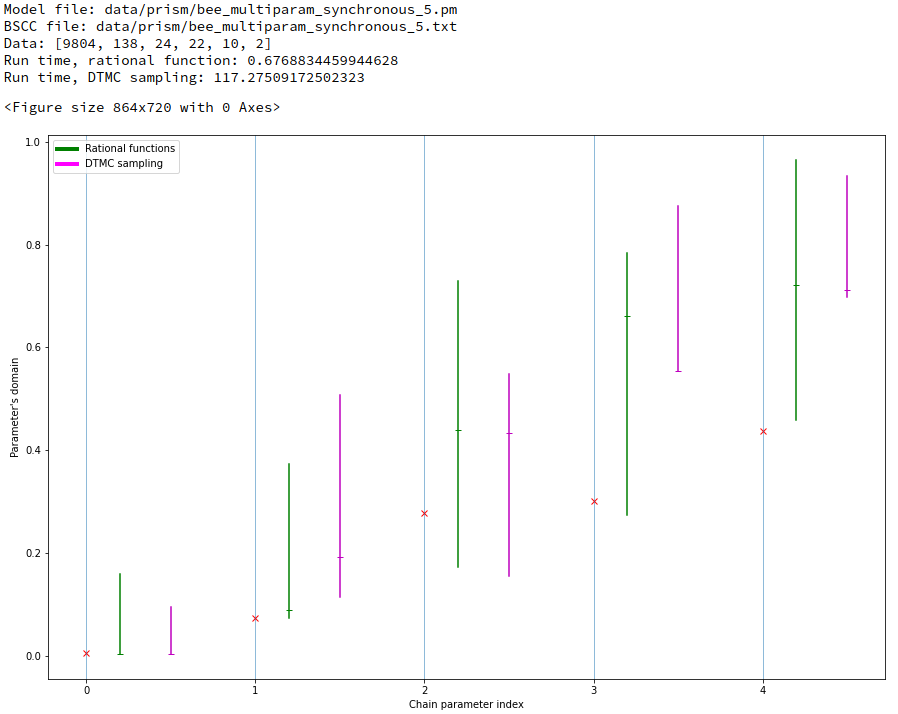 Model file: data/prism/bee_multiparam_synchronous_5.pm
BSCC file: data/prism/bee_multiparam_synchronous_5.txt
Data: [9804, 138, 24, 22, 10, 2]
Run time, rational function: 0.6768834459944628
Run time, DTMC sampling: 117.27509172502323
<Figure size 864x720 with 0 Axes>
1.0
Rational functions
DTMC sampling
0.8
0.6
Parameter's domain
0.4
0.2
0.0
0 1 2 3 4
Chain parameter index